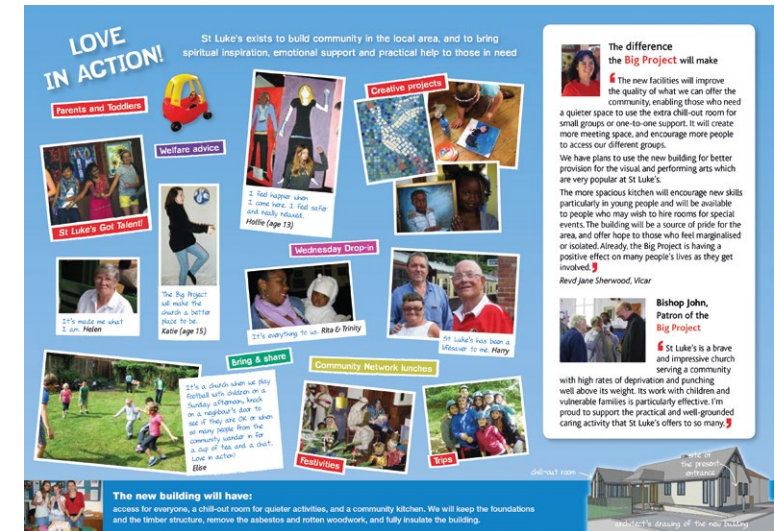 LOVE
IN ACTION!
St Luke's exists to build community in the local area, and to bring
spiritual inspiration, emotional support and practical help to those in need
Parents and Toddlers
Welfare advice
Creative projects
St Luke's Got Talent!
I feel happier when
I come here. I feel safer
and really relaxed.
Hollie (age 13)
Wednesday Drop-in
It's made me what
I am. Helen
The Big Project
will make the
church a better
place to be.
Katie (age 15)
It's everything to us. Rita & Trinity
St Luke's has been a
lifesaver to me. Harry
Bring & share
Community Network lunches
It's a church when we play
football with children on a
Sunday afternoon, knock
on a neighbour's door to
see if they are OK or when
so many people from the
community wander in for
a cup of tea and a chat.
Love in action!
Elise
Festivities
Trips
The difference
the Big Project will make
“The new facilities will improve
the quality of what we can offer the
community, enabling those who need
a quieter space to use the extra chill-out room for
small groups or one-to-one support. It will create
more meeting space, and encourage more people
to access our different groups.
We have plans to use the new building for better
provision for the visual and performing arts which
are very popular at St Luke's.
The more spacious kitchen will encourage new skills
particularly in young people and will be available
to people who may wish to hire rooms for special
events. The building will be a source of pride for the
area, and offer hope to those who feel marginalised
or isolated. Already, the Big Project is having a
positive effect on many people's lives as they get
involved.”
Revd Jane Sherwood, Vicar
Bishop John,
Patron of the
Big Project
“St Luke's is a brave
and impressive church
serving a community
with high rates of deprivation and punching
well above its weight. Its work with children and
vulnerable families is particularly effective. I'm
proud to support the practical and well-grounded
caring activity that St Luke's offers to so many.”
chill-out room
site of
the present
entrance
architect's drawing of the new building
The new building will have:
access for everyone, a chill-out room for quieter activities, and a community kitchen. We will keep the foundations
and the timber structure, remove the asbestos and rotten woodwork, and fully insulate the building.